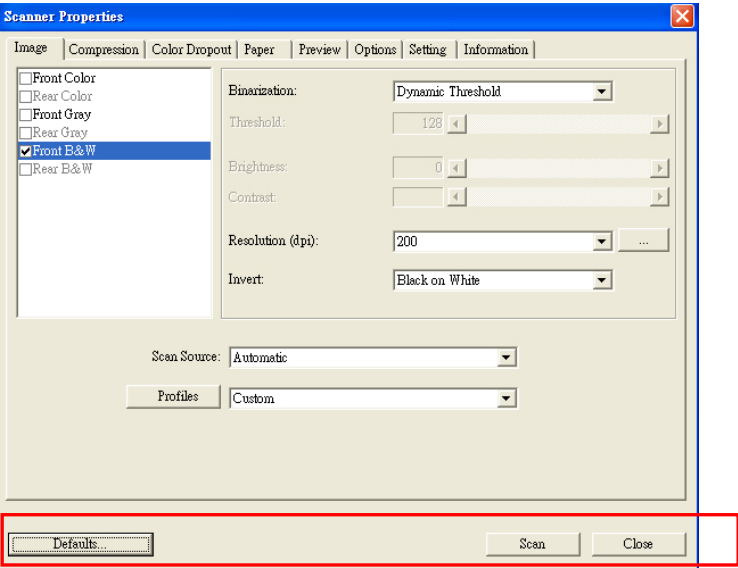 Scanner Properties
Image Compression Color Dropout Paper Preview Options Setting Information
Front Color
Rear Color
Front Gray
Rear Gray
Front B&W
Rear B&W
Binarization: Dynamic Threshold
Threshold: 128
Brightness: 0
Contrast:
Resolution (dpi): 200 ...
Invert: Black on White
Scan Source: Automatic
Profiles Custom
Defaults... Scan Close